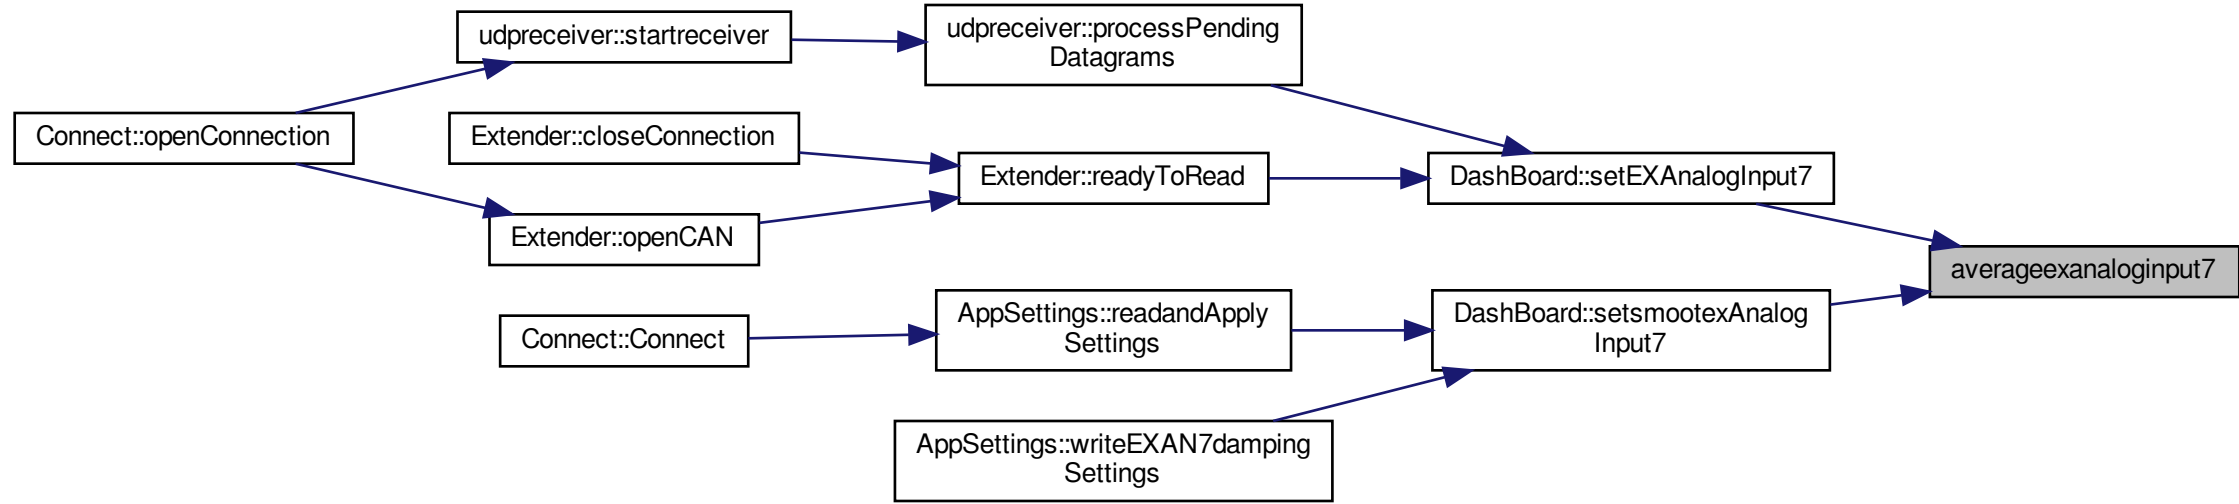 udpreceiver::startreceiver
udpreceiver::processPending
Datagrams
Connect::openConnection
Extender::closeConnection
Extender::readyToRead
DashBoard::setEXAnalogInput7
Extender::openCAN
averageexanaloginput7
Connect::Connect
AppSettings::readandApply
Settings
DashBoard::setsmootexAnalog
Input7
AppSettings::writeEXAN7damping
Settings